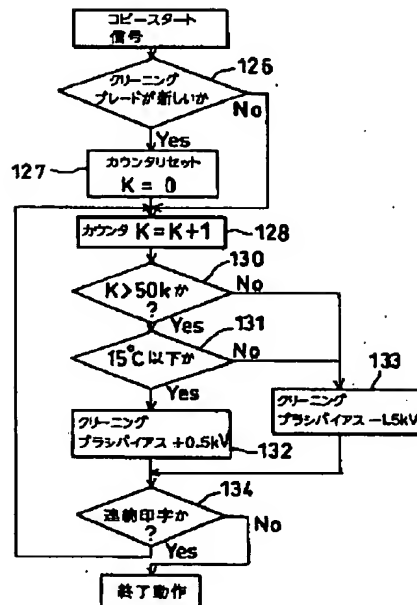 コピースタート
信号
126
クリーニング
ブレードが新しいか
No
Yes
127
カウンタリセット
K = 0
カウンタ K=K+1
128
130
K>50kか
?
No
Yes
131
15℃以下か
No
Yes
133
クリーニング
ブラシバイアス -1.5kV
クリーニング
ブラシバイアス +0.5kV
132
134
連続印字か
?
No
Yes
終了動作